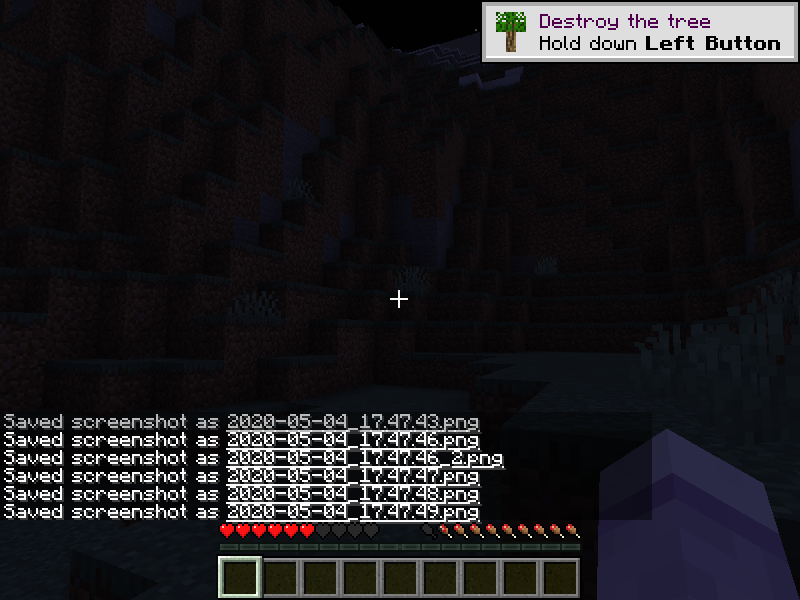 Destroy the tree
Hold down Left Button
Saved screenshot as 2020-05-04_17.47.43.png
Saved screenshot as 2020-05-04_17.47.46.png
Saved screenshot as 2020-05-04_17.47.46_2.png
Saved screenshot as 2020-05-04_17.47.47.png
Saved screenshot as 2020-05-04_17.47.48.png
Saved screenshot as 2020-05-04_17.47.49.png